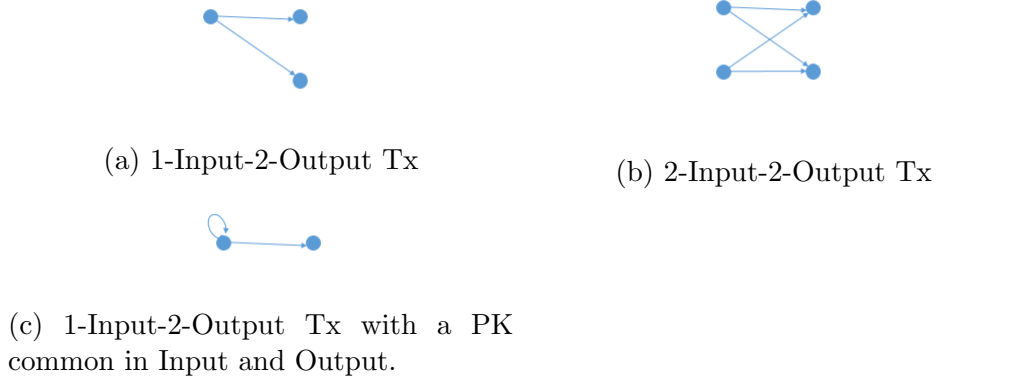 (a) 1-Input-2-Output Tx
(b) 2-Input-2-Output Tx
(c) 1-Input-2-Output Tx with a PK
common in Input and Output.